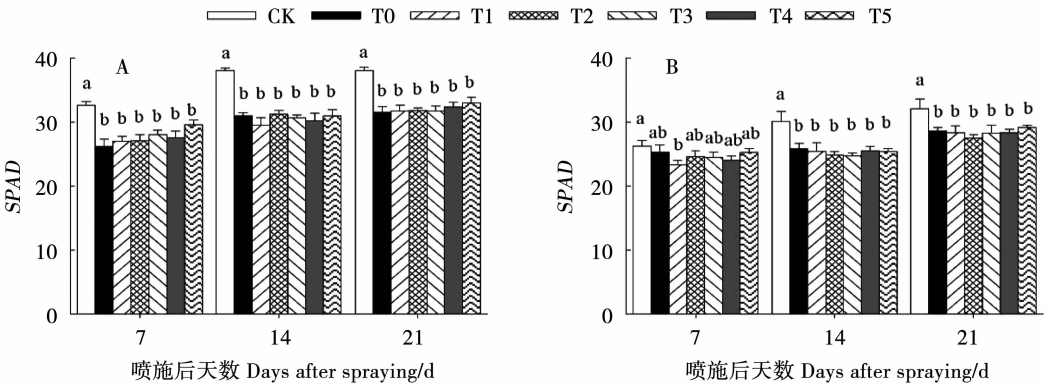 CK T0 T1 T2 T3 T4 T5
A
B
40
30
20
10
0
SPAD
a b b b b b b
a b b b b b b
a b b b b b b
7 14 21
喷施后天数 Days after spraying/d
40
30
20
10
0
SPAD
a ab b ab ab ab ab
a b b b b b b
a b b b b b b
7 14 21
喷施后天数 Days after spraying/d